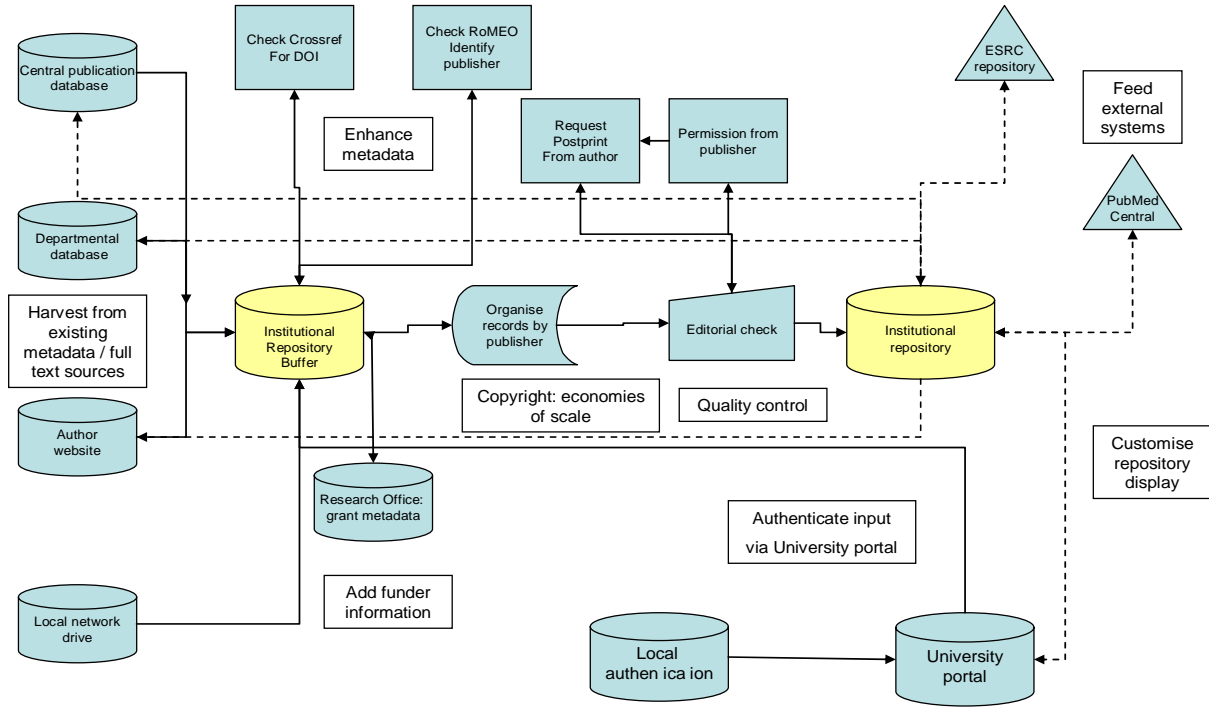 Central publication
database
Check Crossref
For DOI
Check RoMEO
Identify
publisher
ESRC
repository
Enhance
metadata
Request
Postprint
From author
Permission from
publisher
Feed
external
systems
PubMed
Central
Departmental
database
Harvest from
existing
metadata / full
text sources
Institutional
Repository
Buffer
Organise
records by
publisher
Editorial check
Institutional
repository
Copyright: economies
of scale
Quality control
Author
website
Research Office:
grant metadata
Customise
repository
display
Authenticate input
via University portal
Add funder
information
Local network
drive
Local
authen ica ion
University
portal